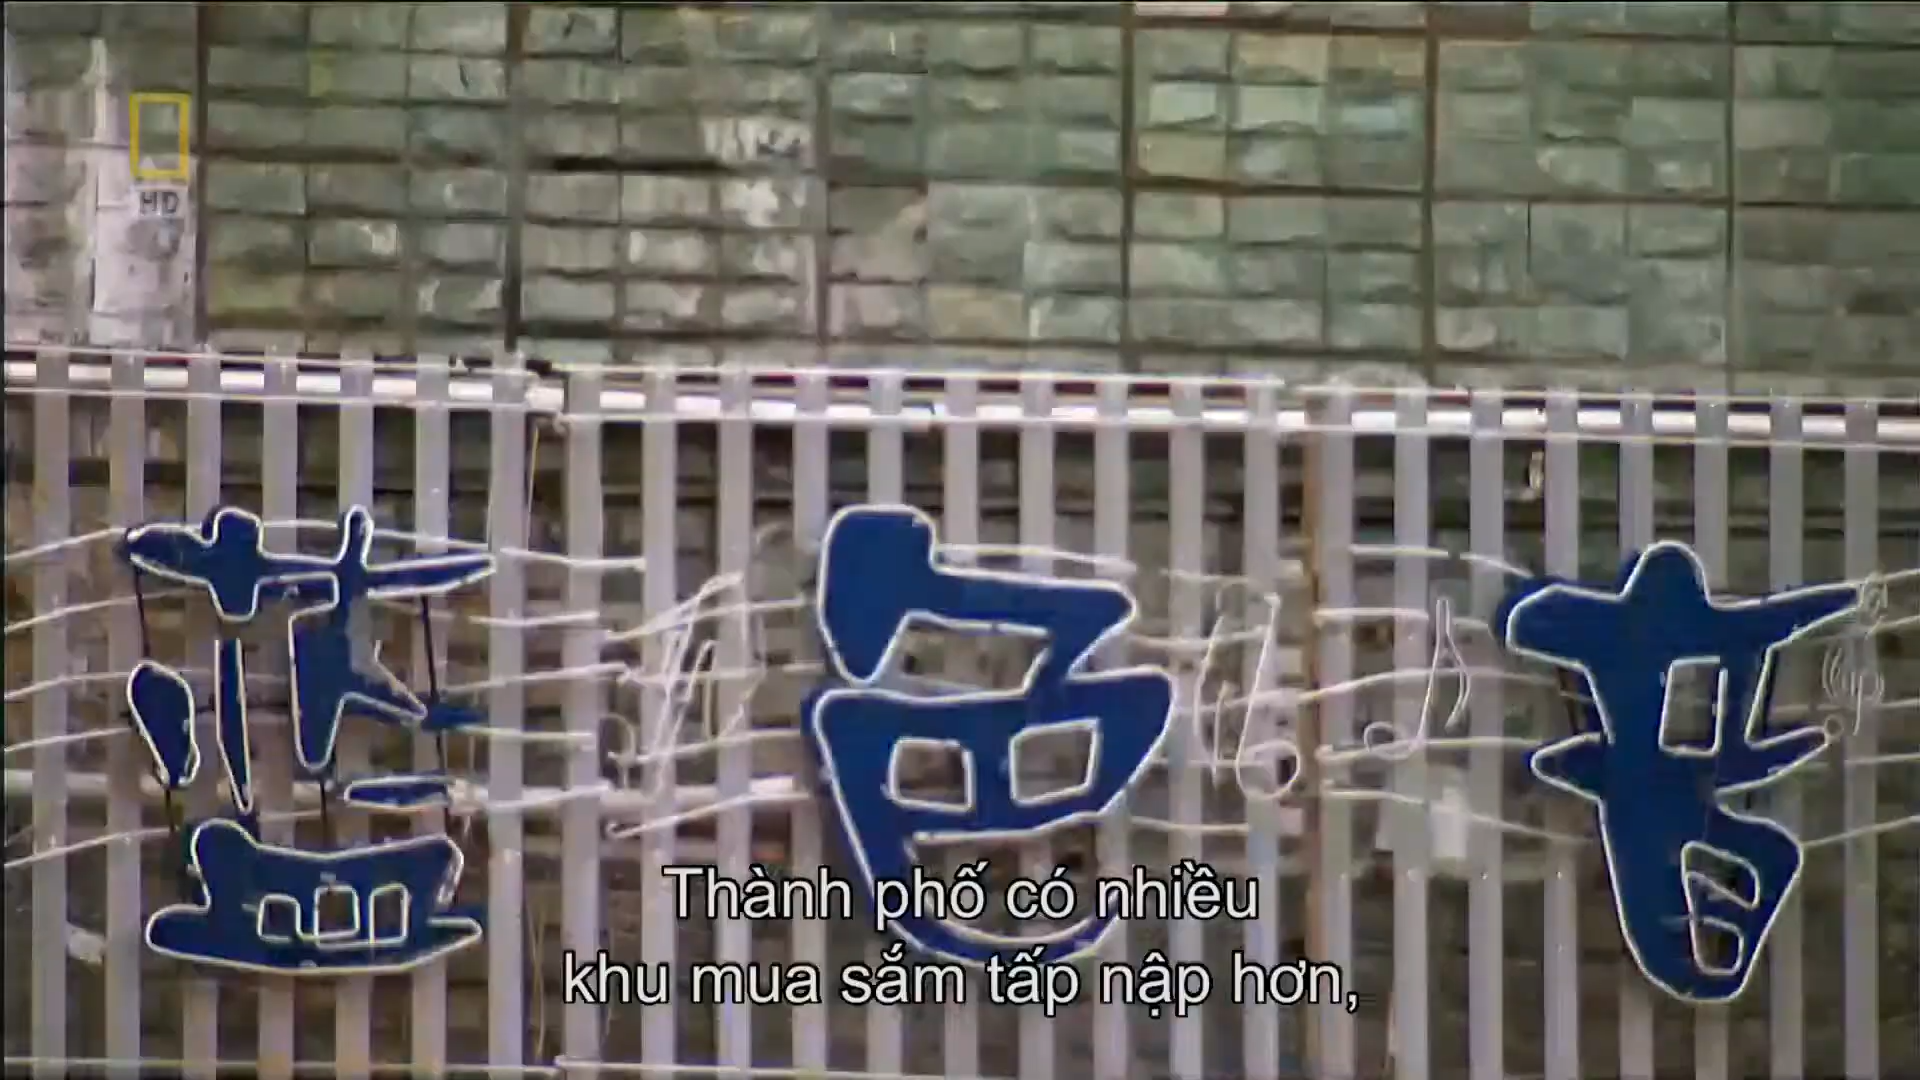 HD
蓝色音
Thành phố có nhiều
khu mua sắm tấp nập hơn,